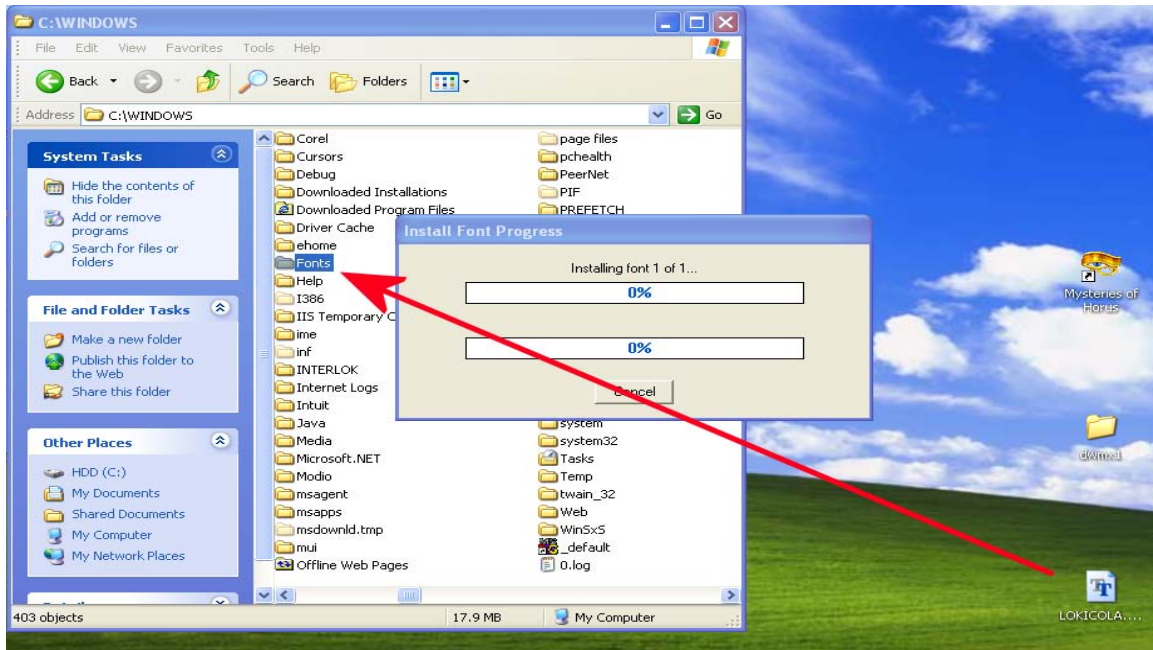 C:\WINDOWS
File Edit View Favorites Tools Help
Back Search Folders
Address C:\WINDOWS Go
System Tasks
Hide the contents of
this folder
Add or remove
programs
Search for files or
folders
File and Folder Tasks
Make a new folder
Publish this folder to
the Web
Share this folder
Other Places
HDD (C:)
My Documents
Shared Documents
My Computer
My Network Places
Corel
Cursors
Debug
Downloaded Installations
Downloaded Program Files
Driver Cache
ehome
Fonts
Help
I386
IIS Temporary
ime
inf
INTERLOK
Internet Logs
Intuit
Java
Media
Microsoft.NET
Modio
msagent
msapps
msdownld.tmp
mui
Offline Web Pages
page files
pchealth
PeerNet
PIF
PREFETCH
system
system32
Tasks
Temp
twain_32
Web
WinSxS
_default
0.log
Install Font Progress
Installing font 1 of 1...
0%
0%
Cancel
403 objects 17.9 MB My Computer
Mysteries of
Horus
LOKICOLA....